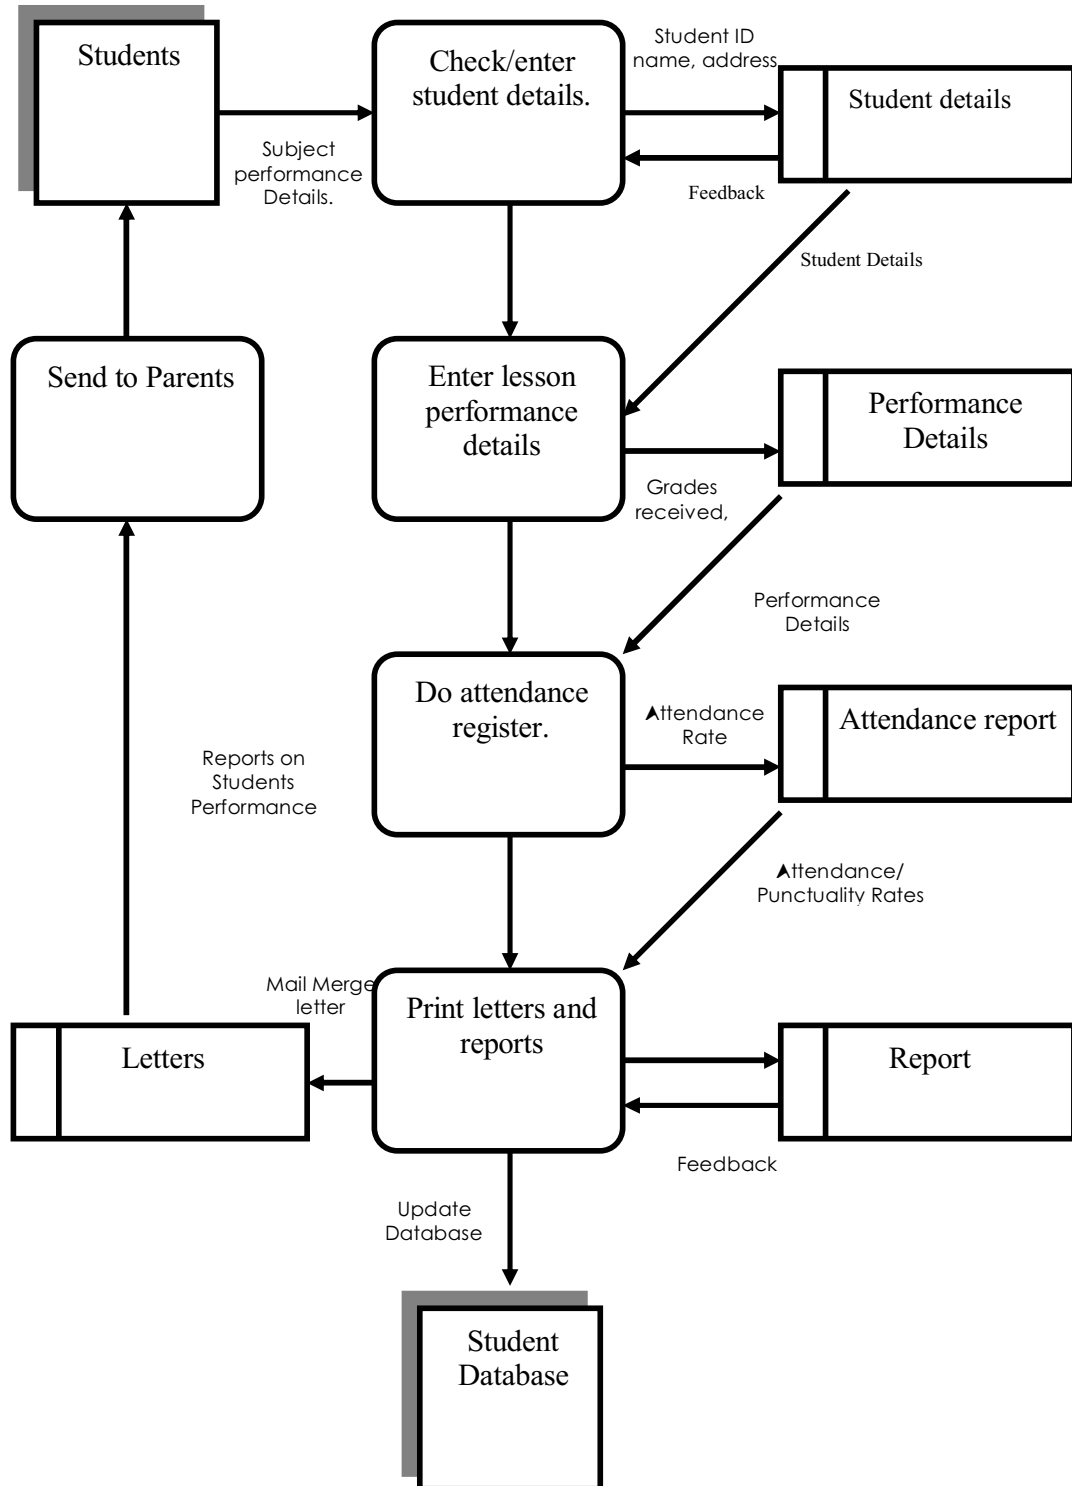 Students
Check/enter
student details.
Student ID
name, address
Student details
Subject
performance
Details.
Feedback
Student Details
Send to Parents
Enter lesson
performance
details
Performance
Details
Grades
received,
Performance
Details
Do attendance
register.
Attendance
Rate
Attendance report
Reports on
Students
Performance
Attendance/
Punctuality Rates
Mail Merge
letter
Print letters and
reports
Letters
Report
Feedback
Update
Database
Student
Database